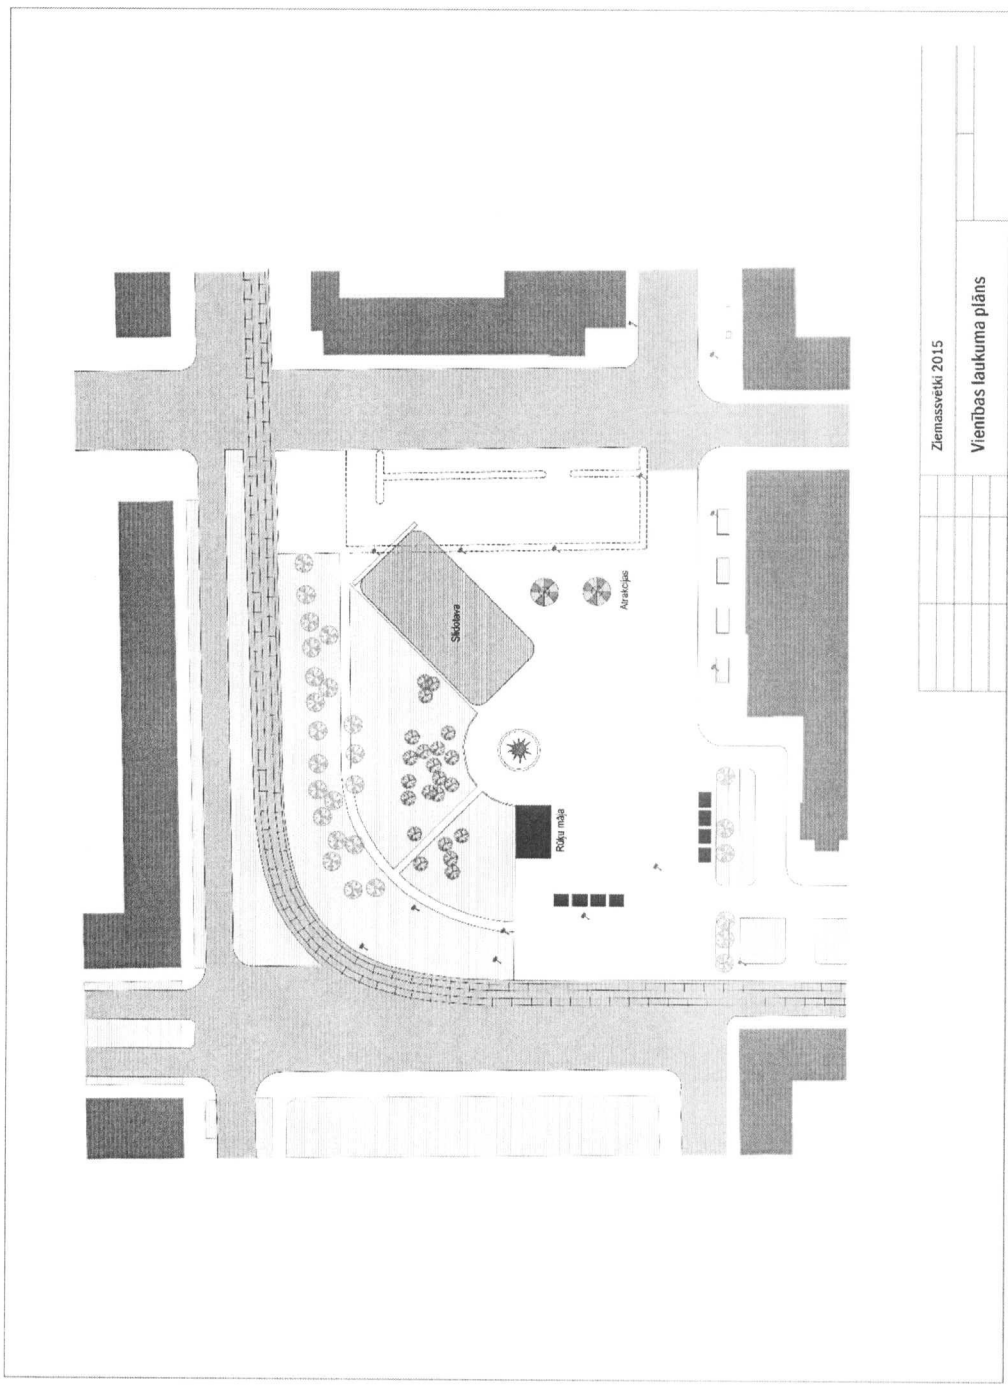 Slidotava
Atrakcijas
Rūķu māja
Ziemassvētki 2015
Vienības laukuma plāns